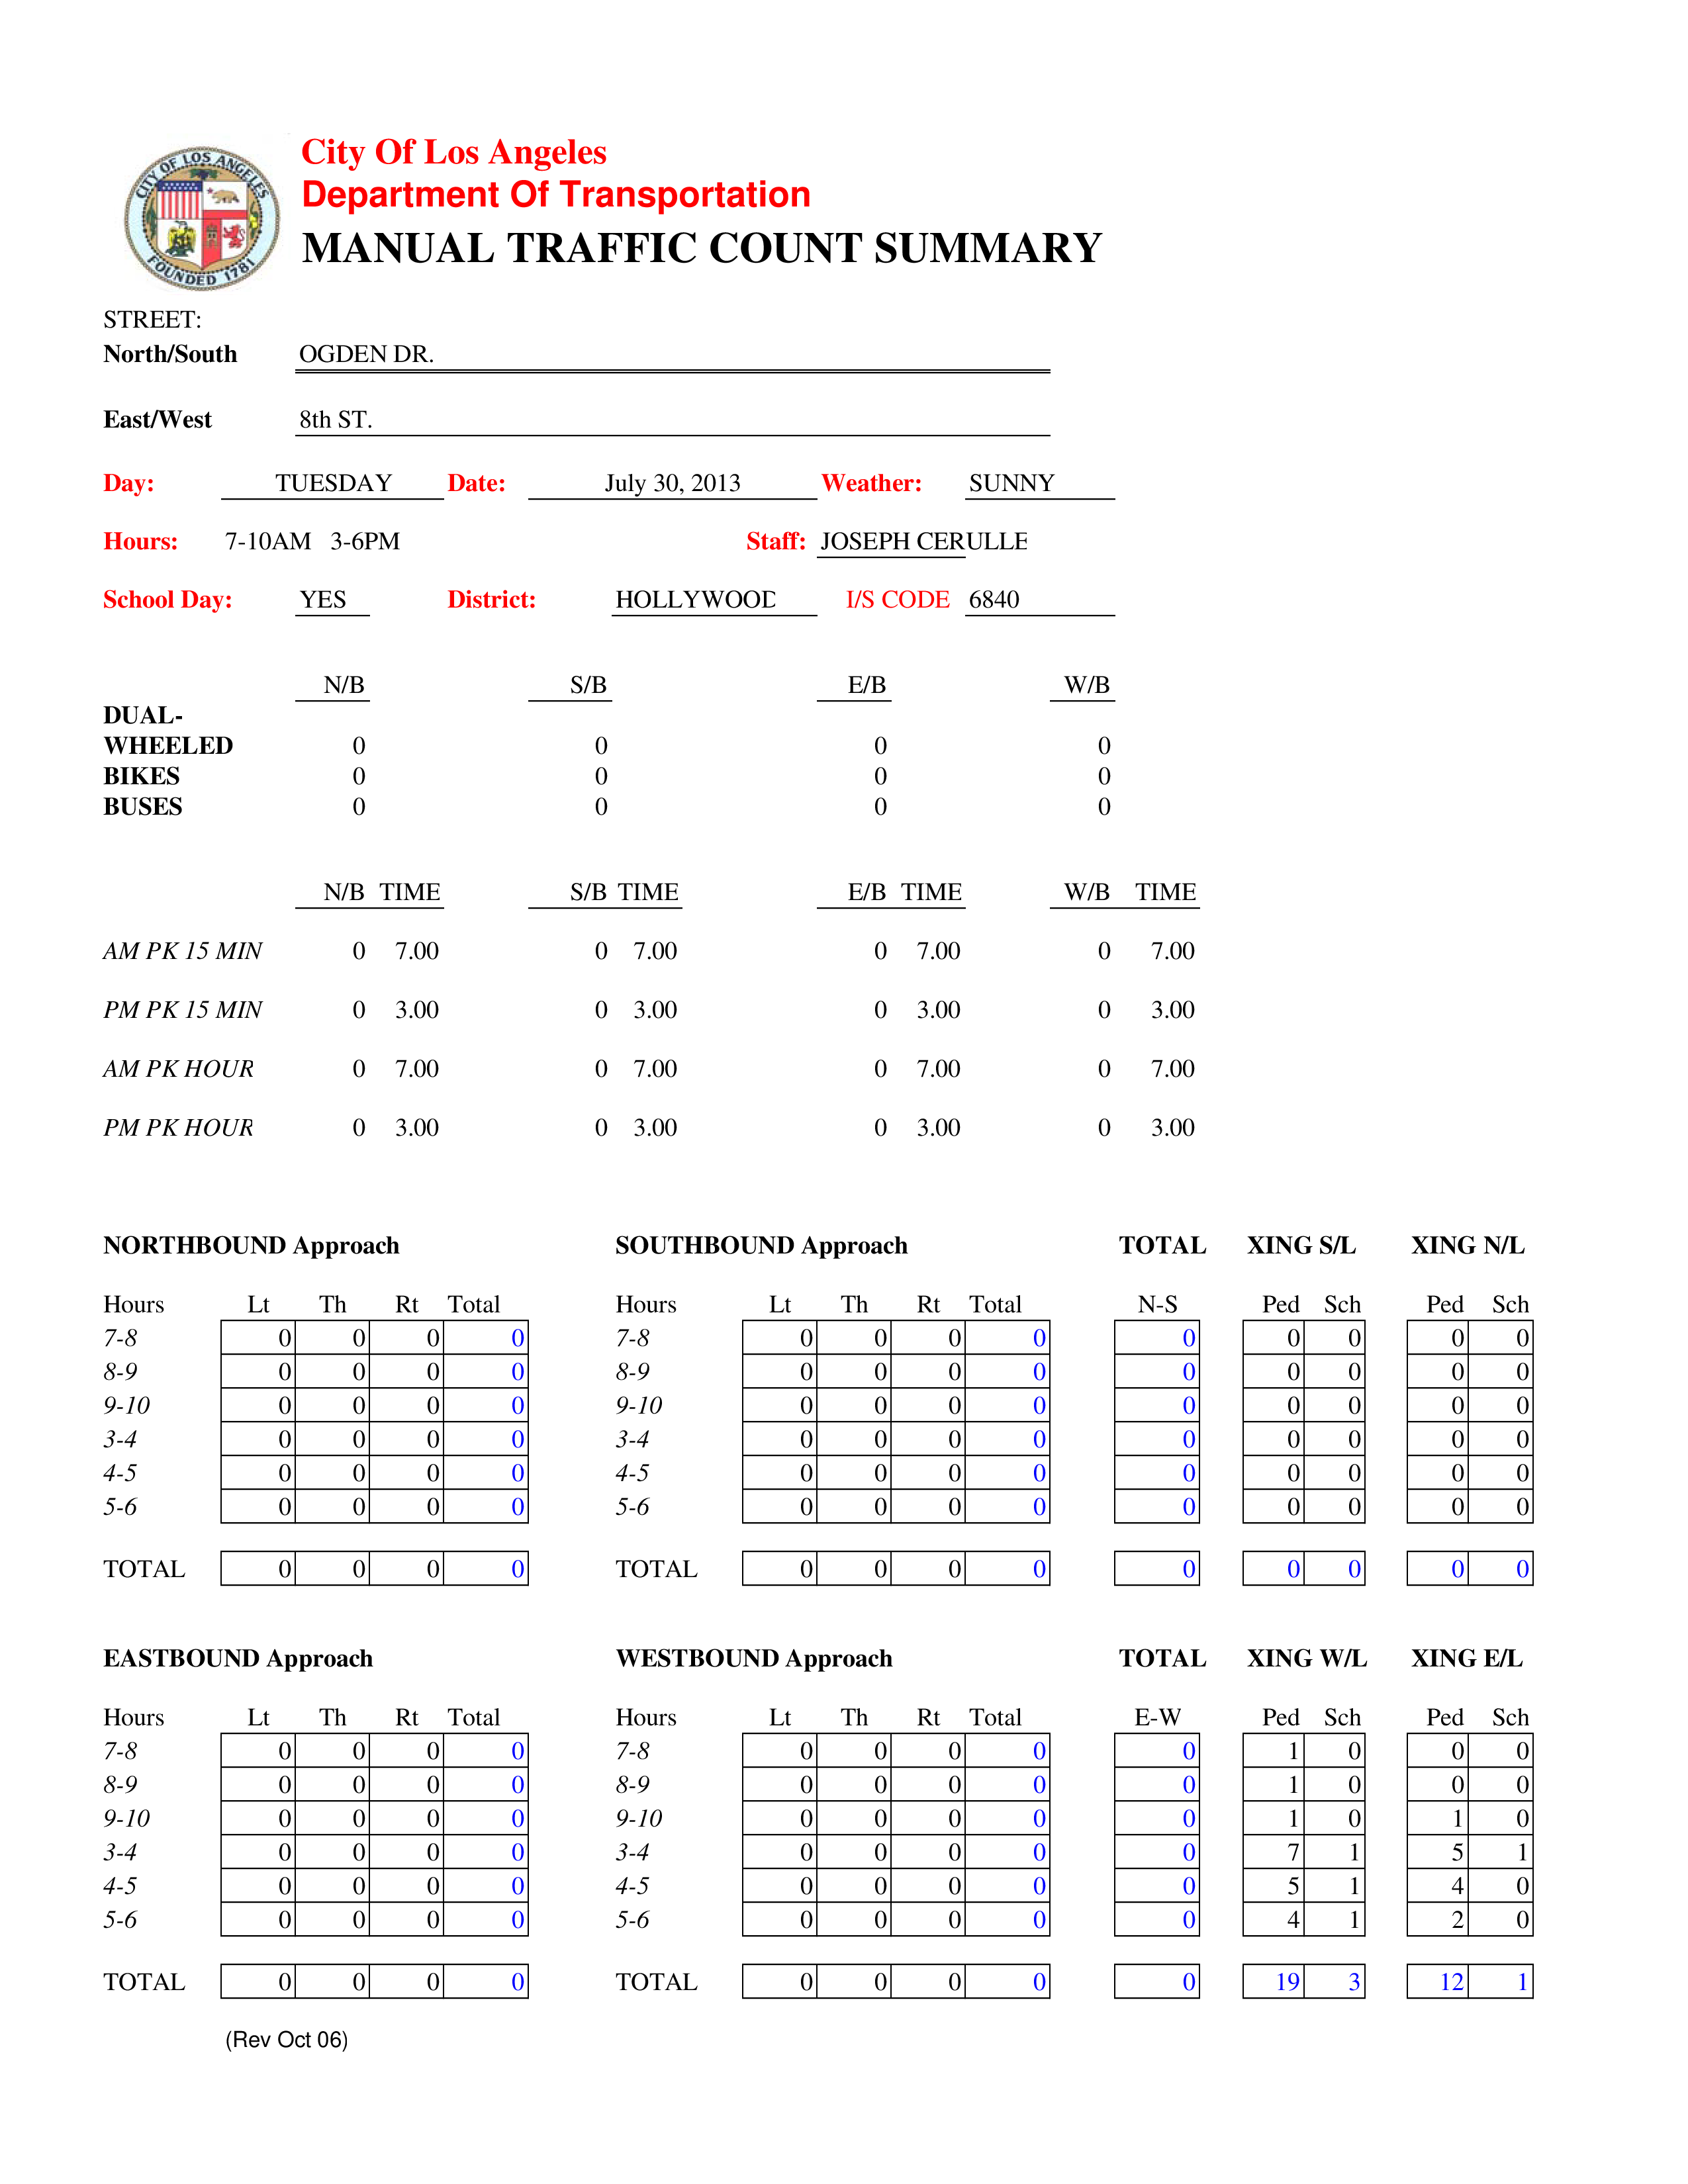 CITY OF LOS ANGELES
FOUNDED 1781
City Of Los Angeles
Department Of Transportation
MANUAL TRAFFIC COUNT SUMMARY
STREET:
North/South OGDEN DR.
East/West 8th ST.
Day: TUESDAY Date: July 30, 2013 Weather: SUNNY
Hours: 7-10AM 3-6PM Staff: JOSEPH CERULLE
School Day: YES District: HOLLYWOOD I/S CODE 6840
N/B S/B E/B W/B
DUAL-
WHEELED 0 0 0 0
BIKES 0 0 0 0
BUSES 0 0 0 0
N/B TIME S/B TIME E/B TIME W/B TIME
AM PK 15 MIN 0 7.00 0 7.00 0 7.00 0 7.00
PM PK 15 MIN 0 3.00 0 3.00 0 3.00 0 3.00
AM PK HOUR 0 7.00 0 7.00 0 7.00 0 7.00
PM PK HOUR 0 3.00 0 3.00 0 3.00 0 3.00
NORTHBOUND Approach SOUTHBOUND Approach TOTAL XING S/L XING N/L
Hours Lt Th Rt Total Hours Lt Th Rt Total N-S Ped Sch Ped Sch
7-8 0 0 0 0 7-8 0 0 0 0 0 0 0 0 0
8-9 0 0 0 0 8-9 0 0 0 0 0 0 0 0 0
9-10 0 0 0 0 9-10 0 0 0 0 0 0 0 0 0
3-4 0 0 0 0 3-4 0 0 0 0 0 0 0 0 0
4-5 0 0 0 0 4-5 0 0 0 0 0 0 0 0 0
5-6 0 0 0 0 5-6 0 0 0 0 0 0 0 0 0
TOTAL 0 0 0 0 TOTAL 0 0 0 0 0 0 0 0 0
EASTBOUND Approach WESTBOUND Approach TOTAL XING W/L XING E/L
Hours Lt Th Rt Total Hours Lt Th Rt Total E-W Ped Sch Ped Sch
7-8 0 0 0 0 7-8 0 0 0 0 0 1 0 0 0
8-9 0 0 0 0 8-9 0 0 0 0 0 1 0 0 0
9-10 0 0 0 0 9-10 0 0 0 0 0 1 0 1 0
3-4 0 0 0 0 3-4 0 0 0 0 0 7 1 5 1
4-5 0 0 0 0 4-5 0 0 0 0 0 5 1 4 0
5-6 0 0 0 0 5-6 0 0 0 0 0 4 1 2 0
TOTAL 0 0 0 0 TOTAL 0 0 0 0 0 19 3 12 1
(Rev Oct 06)